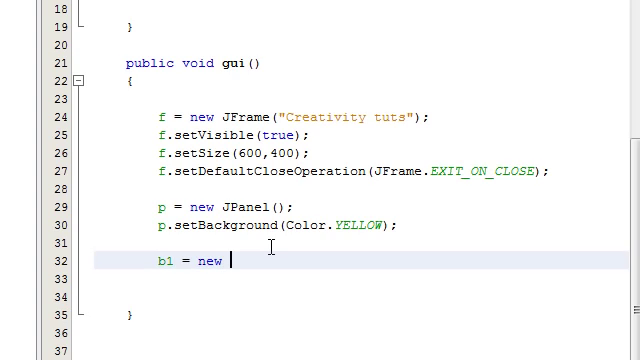 18
19 }
20
21 public void gui()
22 {
23
24 f = new JFrame("Creativity tuts");
25 f.setVisible(true);
26 f.setSize(600,400);
27 f.setDefaultCloseOperation(JFrame.EXIT_ON_CLOSE);
28
29 p = new JPanel();
30 p.setBackground(Color.YELLOW);
31
32 b1 = new
33
34
35 }
36
37